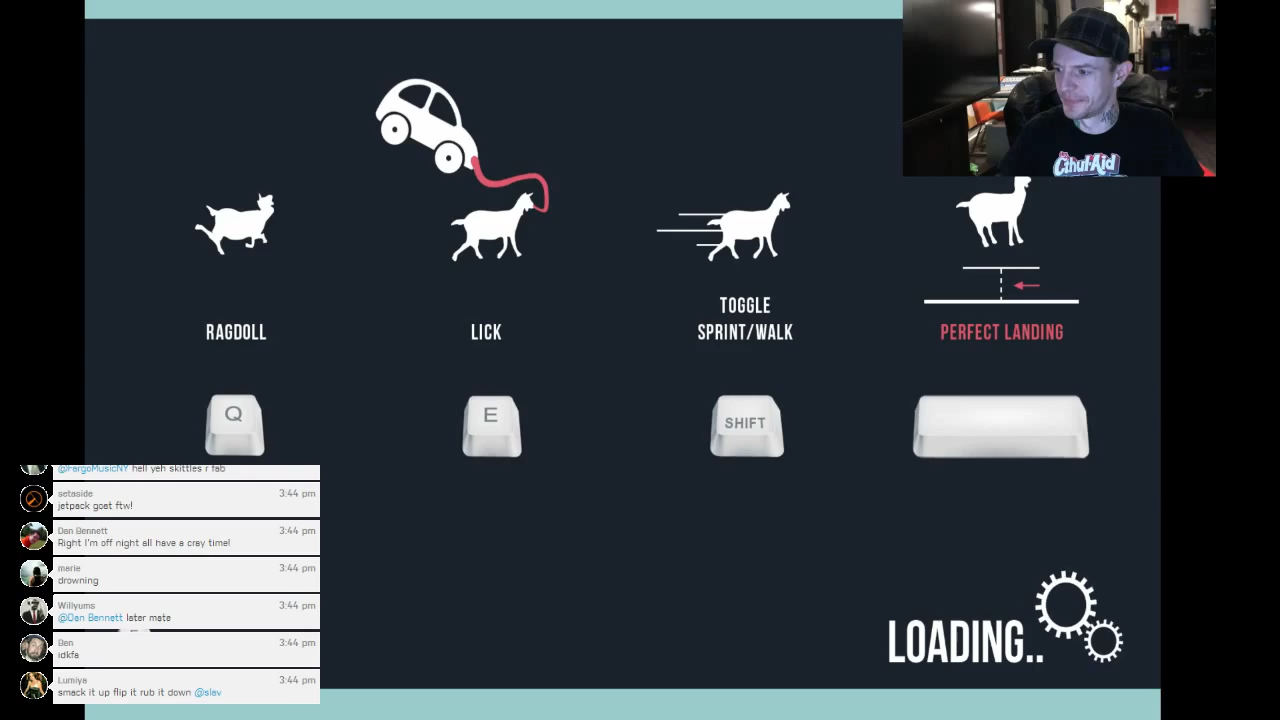 Cthul-Aid
RAGDOLL
LICK
TOGGLE
SPRINT/WALK
PERFECT LANDING
Q
E
SHIFT
@FargoMusicNY hell yeh skittles r fab
setaside 3:44 pm
jetpack goat ftw!
Dan Bennett 3:44 pm
Right I'm off night all have a cray time!
marie 3:44 pm
drowning
Willyums 3:44 pm
@Dan Bennett later mate
Ben 3:44 pm
idkfa
Lumiya 3:44 pm
smack it up flip it rub it down @slav
LOADING..